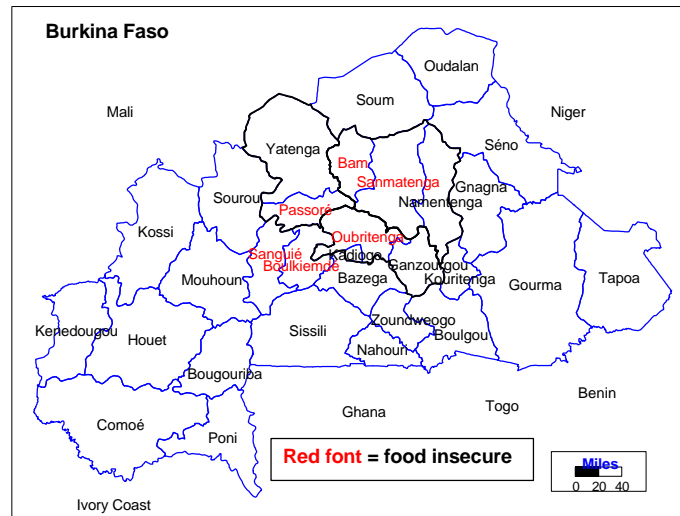 Burkina Faso
Oudalan
Soum
Mali
Niger
Yatenga
Séno
Bam
Sanmatenga
Gnagna
Sourou
Namentenga
Passoré
Kossi
Oubritenga
Sanguié
Kadiogo
Boulkiemde
Ganzourgou
Mouhoun
Bazega
Kouritenga
Gourma
Tapoa
Kenedougou
Zoundweogo
Houet
Sissili
Boulgou
Nahouri
Bougouriba
Benin
Togo
Ghana
Comoé
Poni
Red font = food insecure
Miles
0 20 40
Ivory Coast